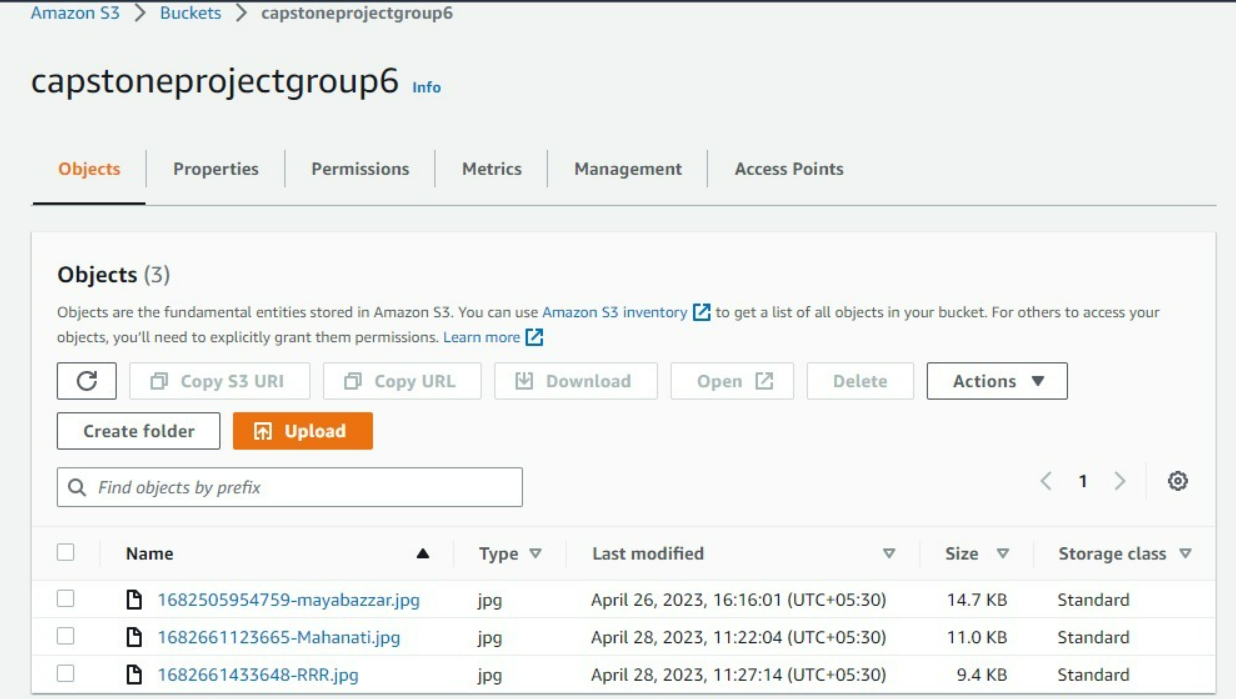 Amazon S3 > Buckets > capstoneprojectgroup6
capstoneprojectgroup6 Info
Objects Properties Permissions Metrics Management Access Points
Objects (3)
Objects are the fundamental entities stored in Amazon S3. You can use Amazon S3 inventory to get a list of all objects in your bucket. For others to access your
objects, you'll need to explicitly grant them permissions. Learn more
Copy S3 URI Copy URL Download Open Delete Actions
Create folder Upload
Find objects by prefix 1
Name Type Last modified Size Storage class
1682505954759-mayabazzar.jpg jpg April 26, 2023, 16:16:01 (UTC+05:30) 14.7 KB Standard
1682661123665-Mahanati.jpg jpg April 28, 2023, 11:22:04 (UTC+05:30) 11.0 KB Standard
1682661433648-RRR.jpg jpg April 28, 2023, 11:27:14 (UTC+05:30) 9.4 KB Standard